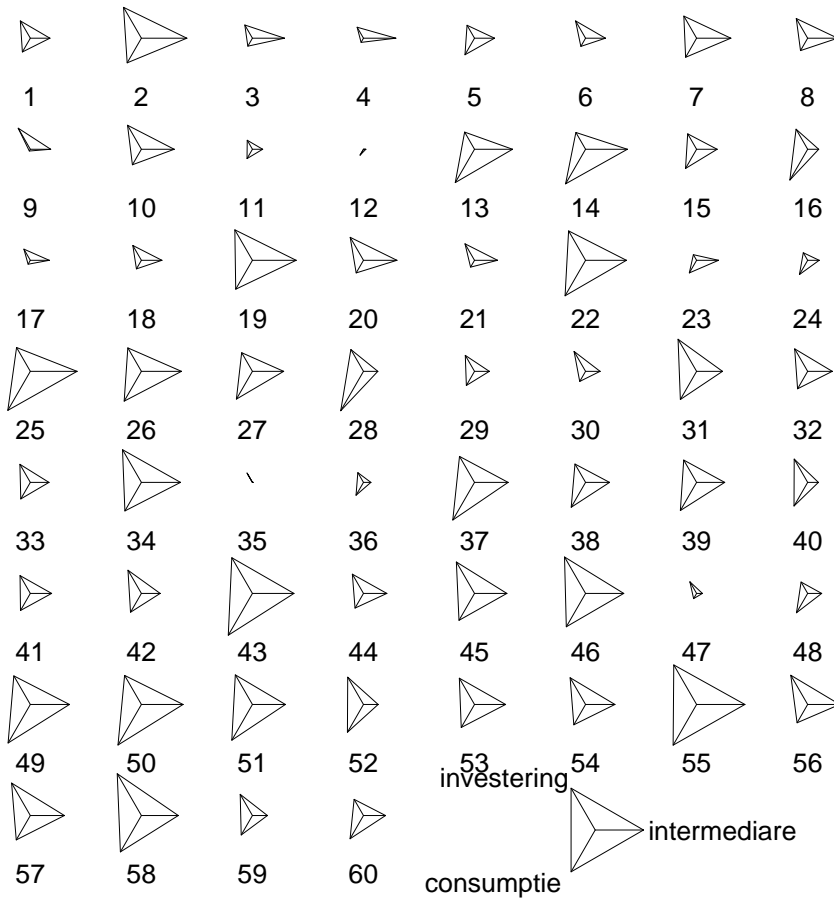 1 2 3 4 5 6 7 8
9 10 11 12 13 14 15 16
17 18 19 20 21 22 23 24
25 26 27 28 29 30 31 32
33 34 35 36 37 38 39 40
41 42 43 44 45 46 47 48
49 50 51 52 53 54 55 56
investering
intermediare
57 58 59 60
consumptie